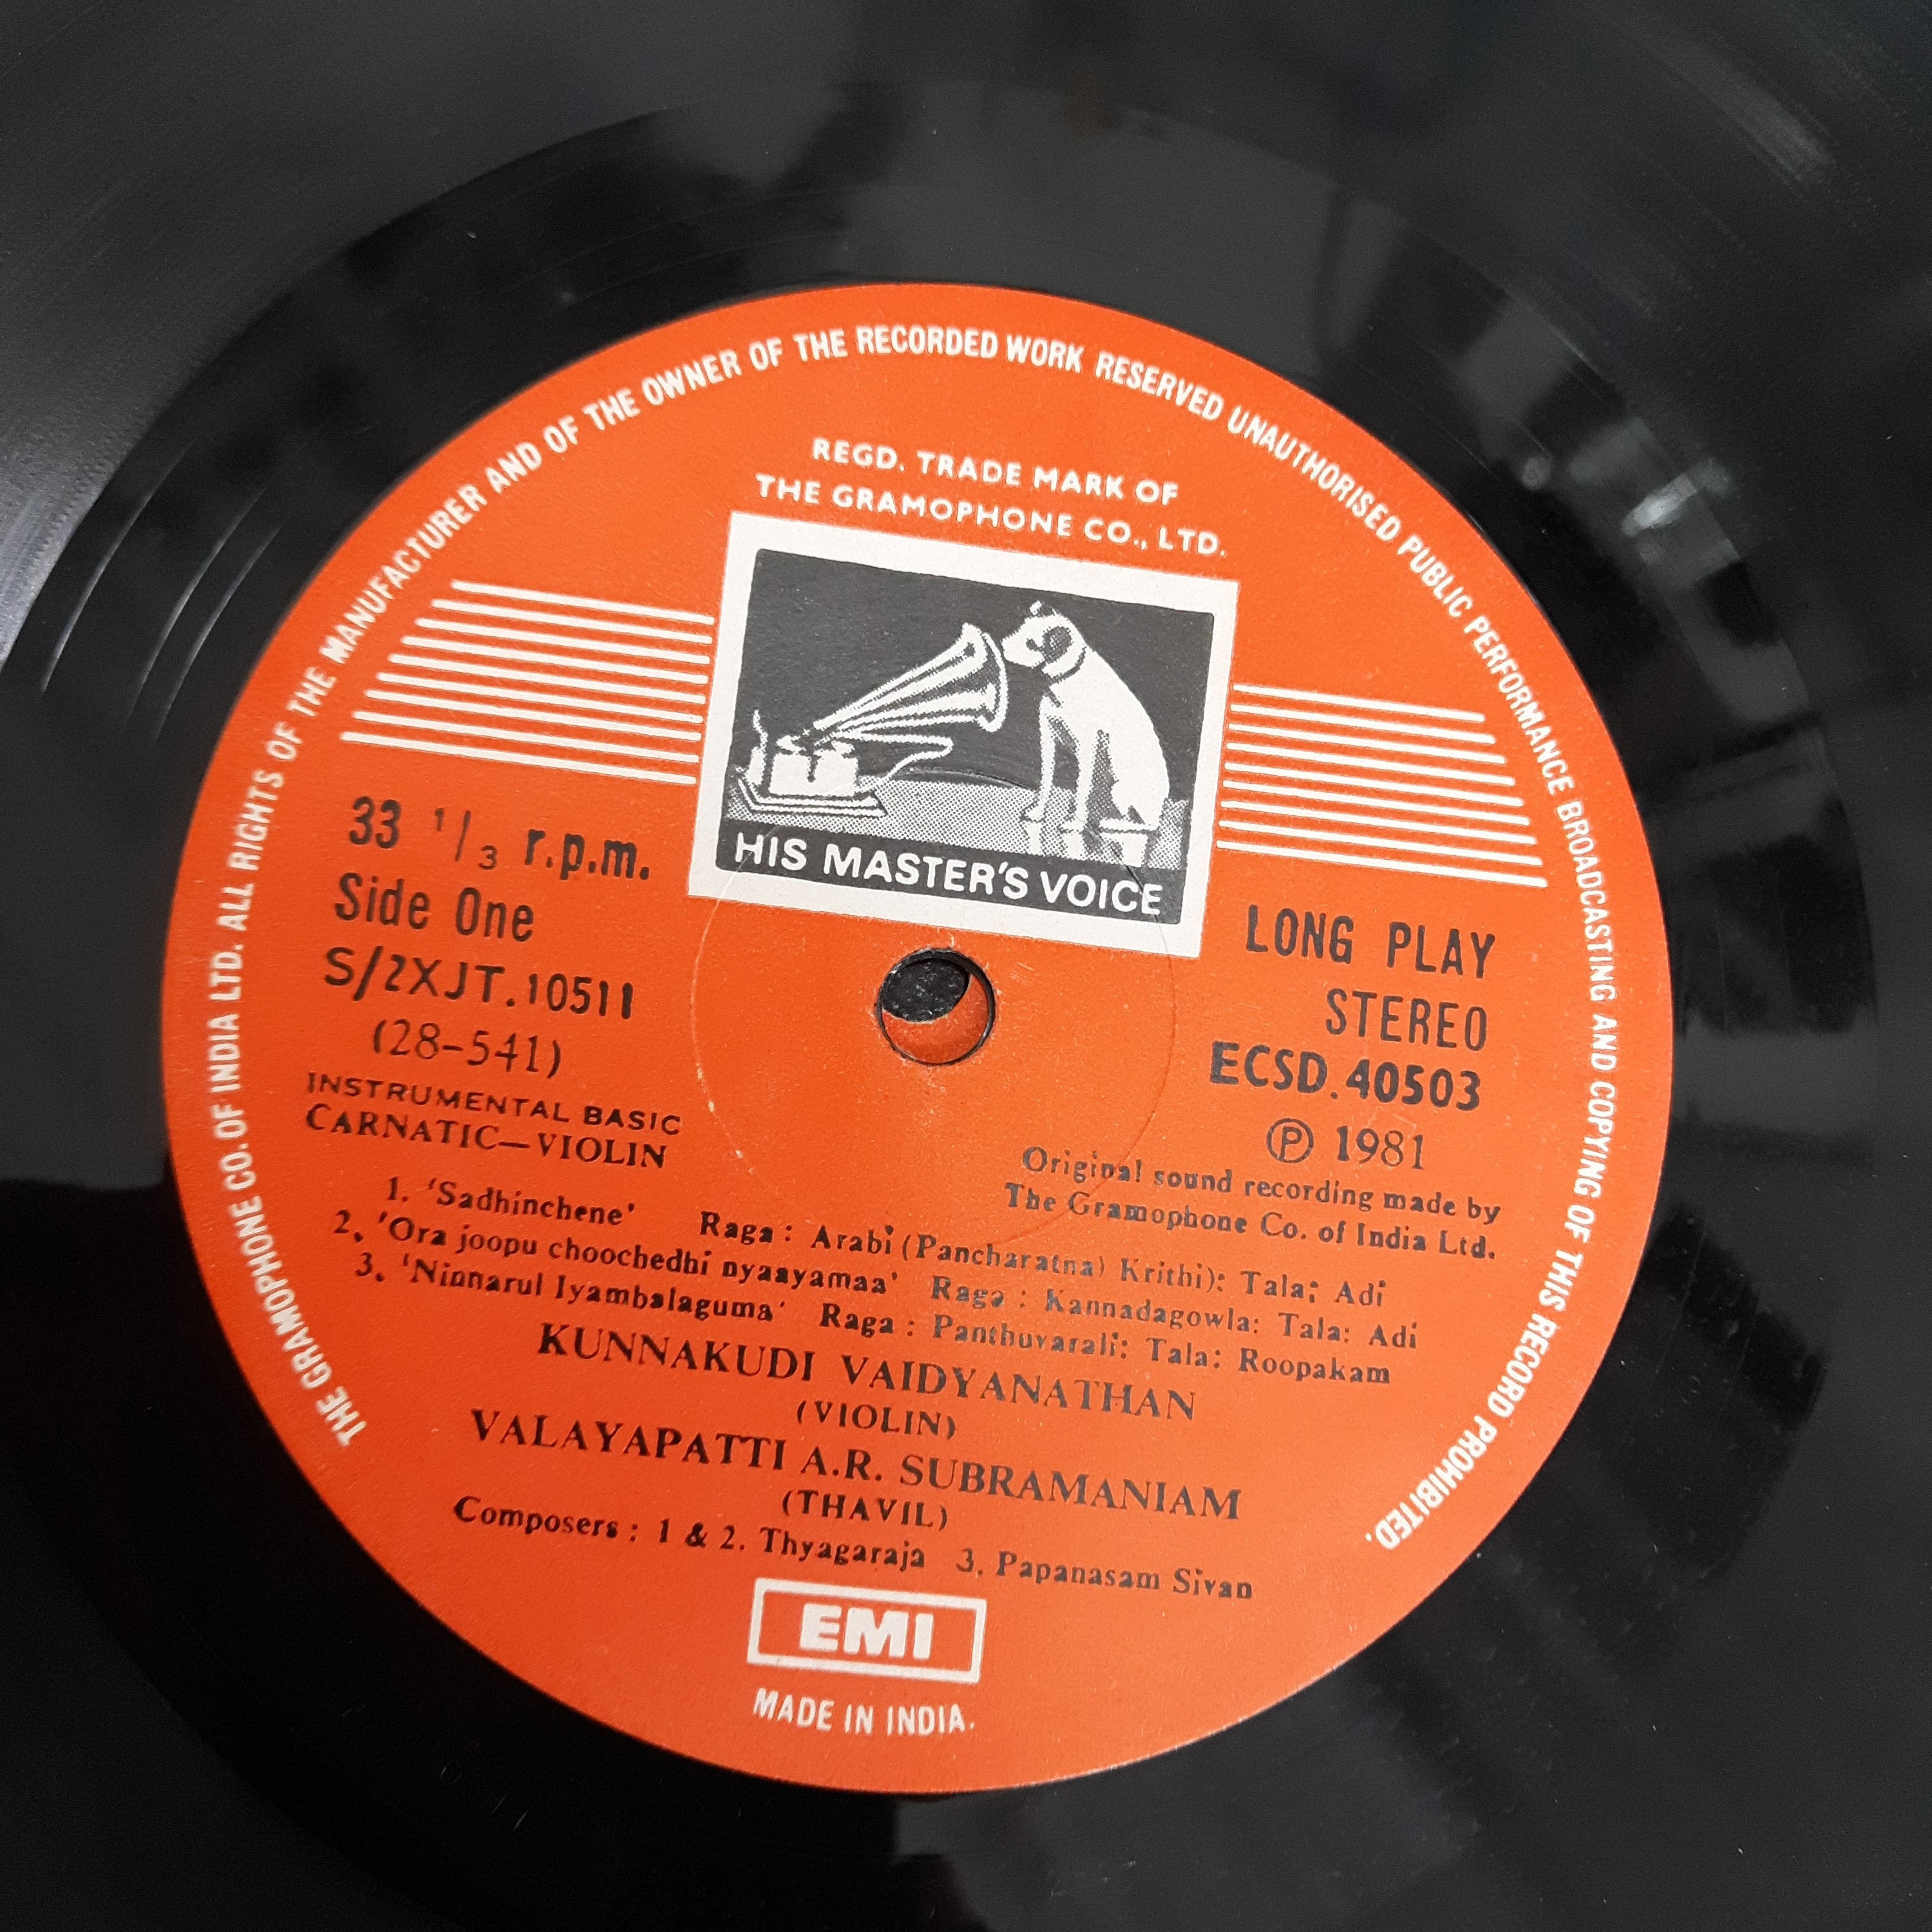 THE GRAMOPHONE CO. OF INDIA LTD. ALL RIGHTS OF THE MANUFACTURER AND OF THE OWNER OF THE RECORDED WORK RESERVED UNAUTHORISED PUBLIC PERFORMANCE BROADCASTING AND COPYING OF THIS RECORD PROHIBITED.
REGD. TRADE MARK OF
THE GRAMOPHONE CO., LTD.
HIS MASTER'S VOICE
33 1/3 r.p.m.
Side One
S/2XJT.10511
(28-541)
INSTRUMENTAL BASIC
CARNATIC—VIOLIN
LONG PLAY
STEREO
ECSD.40503
Ⓟ 1981
Original sound recording made by
The Gramophone Co. of India Ltd.
1. 'Sadhinchene' Raga : Arabi (Pancharatna) Krithi): Tala; Adi
2. 'Ora joopu choochedhi nyaayamaa' Raga : Kannadagowla: Tala: Adi
3. 'Ninnarul Iyambalaguma' Raga : Panthuvarali: Tala: Roopakam
KUNNAKUDI VAIDYANATHAN
(VIOLIN)
VALAYAPATTI A.R. SUBRAMANIAM
(THAVIL)
Composers : 1 & 2. Thyagaraja 3. Papanasam Sivan
EMI
MADE IN INDIA.